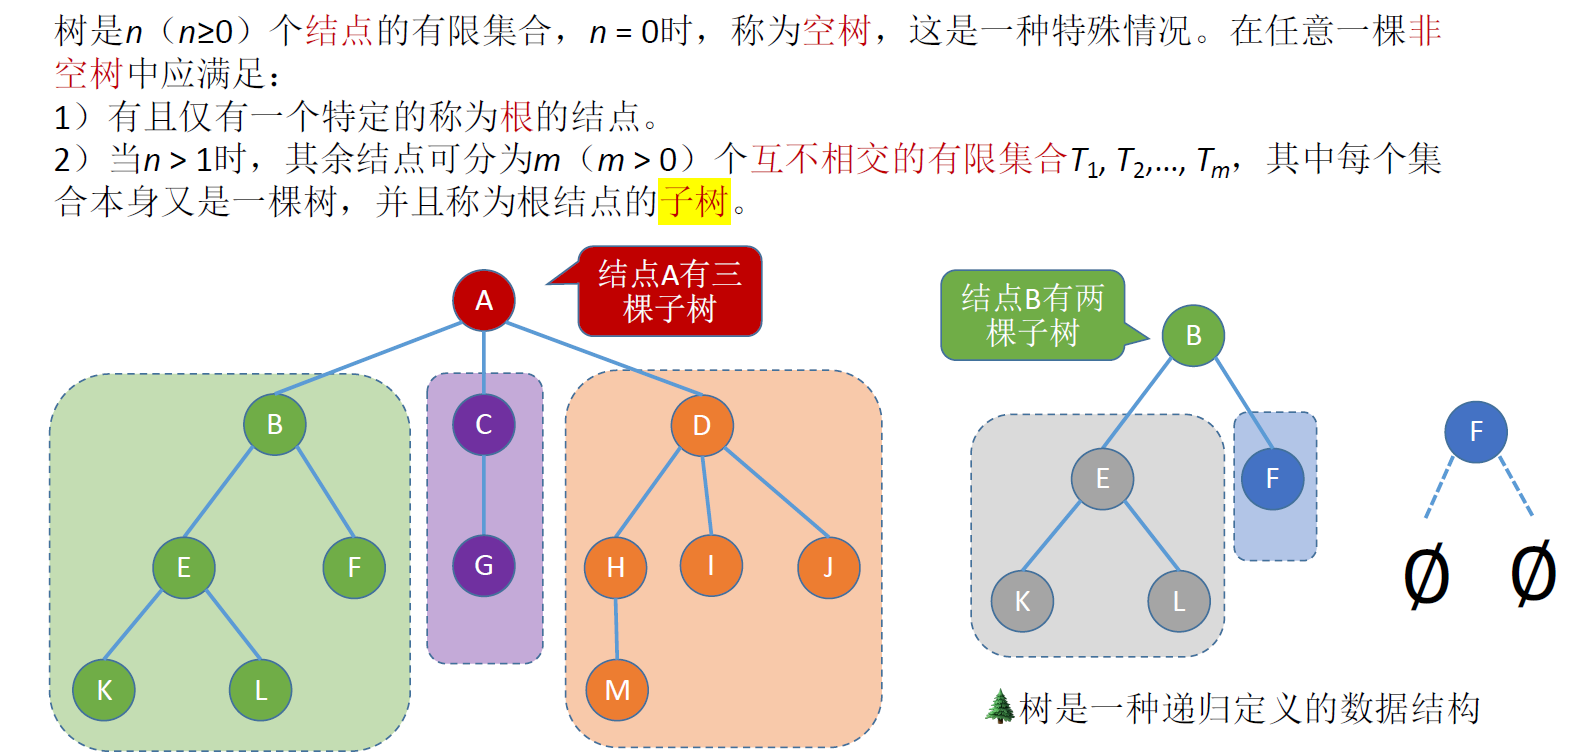 树是n（n≥0）个结点的有限集合，n = 0时，称为空树，这是一种特殊情况。在任意一棵非
空树中应满足：
1）有且仅有一个特定的称为根的结点。
2）当n > 1时，其余结点可分为m（m > 0）个互不相交的有限集合T1, T2,…, Tm，其中每个集
合本身又是一棵树，并且称为根结点的子树。
结点A有三
棵子树
A
B
C
D
E
F
G
H
I
J
K
L
M
结点B有两
棵子树
B
E
F
K
L
F
Ø Ø
树是一种递归定义的数据结构